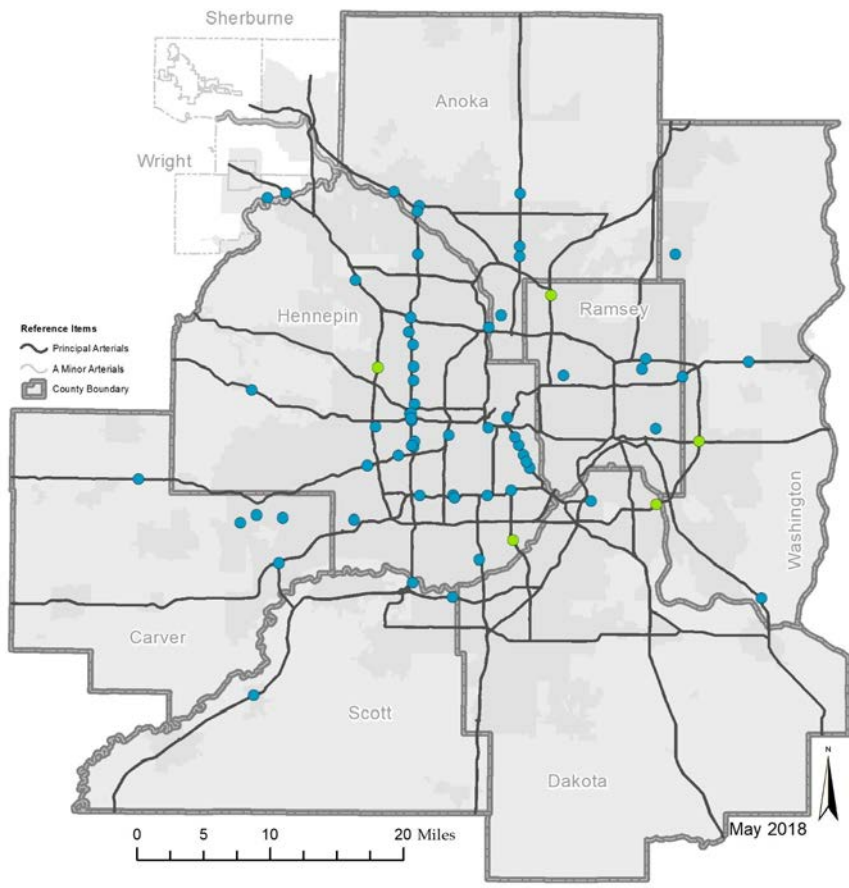 Sherburne
Anoka
Wright
Hennepin
Ramsey
Reference Items
Principal Arterials
A Minor Arterials
County Boundary
Washington
Carver
Scott
Dakota
N
May 2018
0 5 10 20 Miles